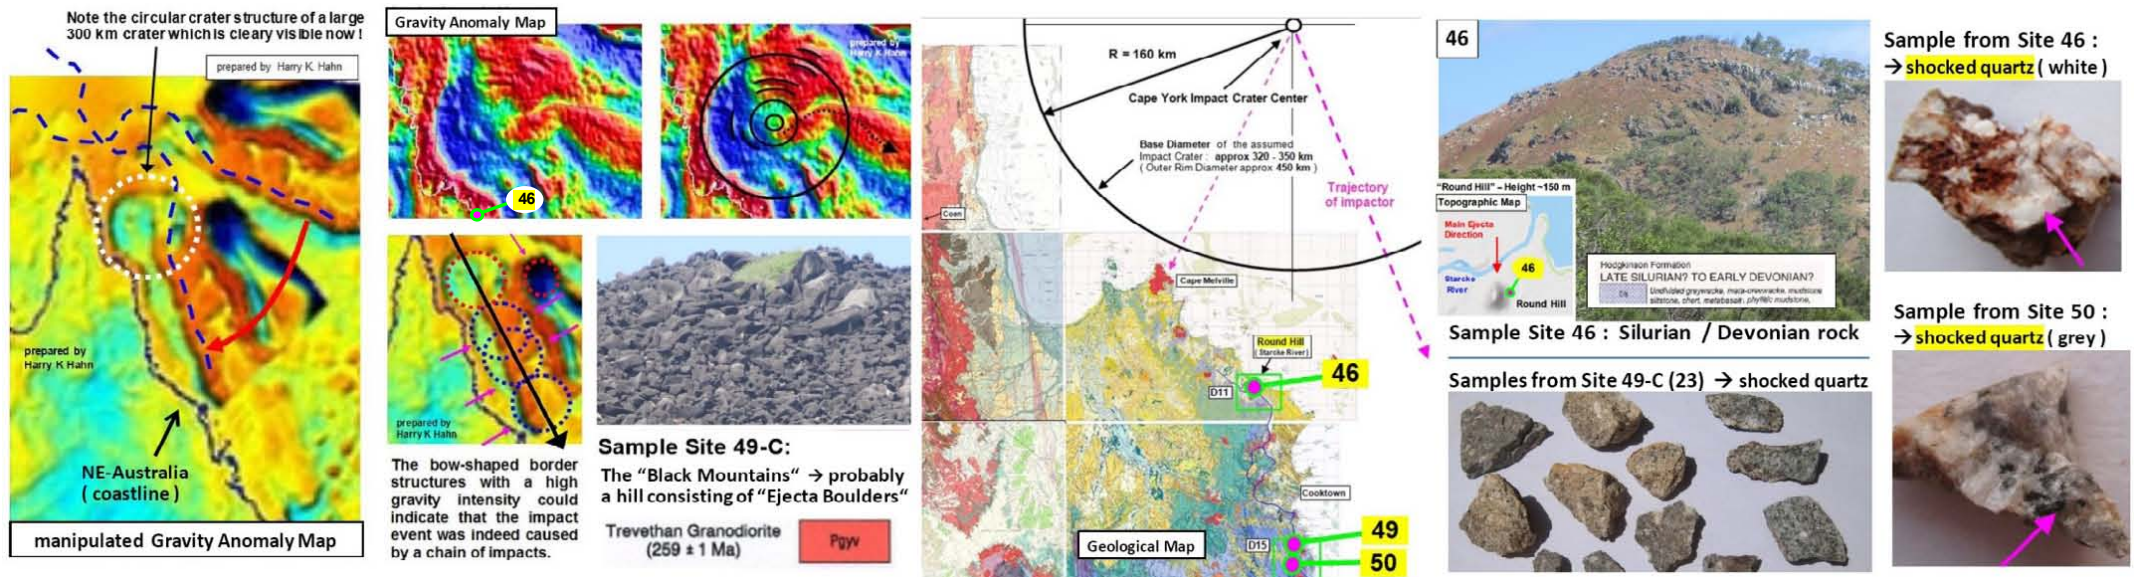 Note the circular crater structure of a large
300 km crater which is cleary visible now !
prepared by Harry K. Hahn
prepared by
Harry K Hahn
NE-Australia
( coastline )
manipulated Gravity Anomaly Map
Gravity Anomaly Map
46
prepared by
Harry K Hahn
prepared by
Harry K Hahn
The bow-shaped border
structures with a high
gravity intensity could
indicate that the impact
event was indeed caused
by a chain of impacts.
Sample Site 49-C:
The "Black Mountains" → probably
a hill consisting of "Ejecta Boulders"
Trevethan Granodiorite
(259 ± 1 Ma)
Pgyv
R = 160 km
Cape York Impact Crater Center
Base Diameter of the assumed
Impact Crater : approx 320 - 350 km
( Outer Rim Diameter approx 450 km )
Trajectory
of impactor
Coen
Cape Melville
Round Hill
( Starcke River )
46
D11
Cooktown
49
D15
50
Geological Map
46
"Round Hill" – Height ~150 m
Topographic Map
Main Ejecta
Direction
46
Starcke
River
Round Hill
Hodgkinson Formation
LATE SILURIAN? TO EARLY DEVONIAN?
Sample Site 46 : Silurian / Devonian rock
Samples from Site 49-C (23) → shocked quartz
Sample from Site 46 :
→ shocked quartz ( white )
Sample from Site 50 :
→ shocked quartz ( grey )